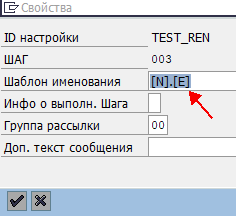 Свойства
ID настройки TEST_REN
ШАГ 003
Шаблон именования [N].[E]
Инфо о выполн. Шага
Группа рассылки 00
Доп. текст сообщения